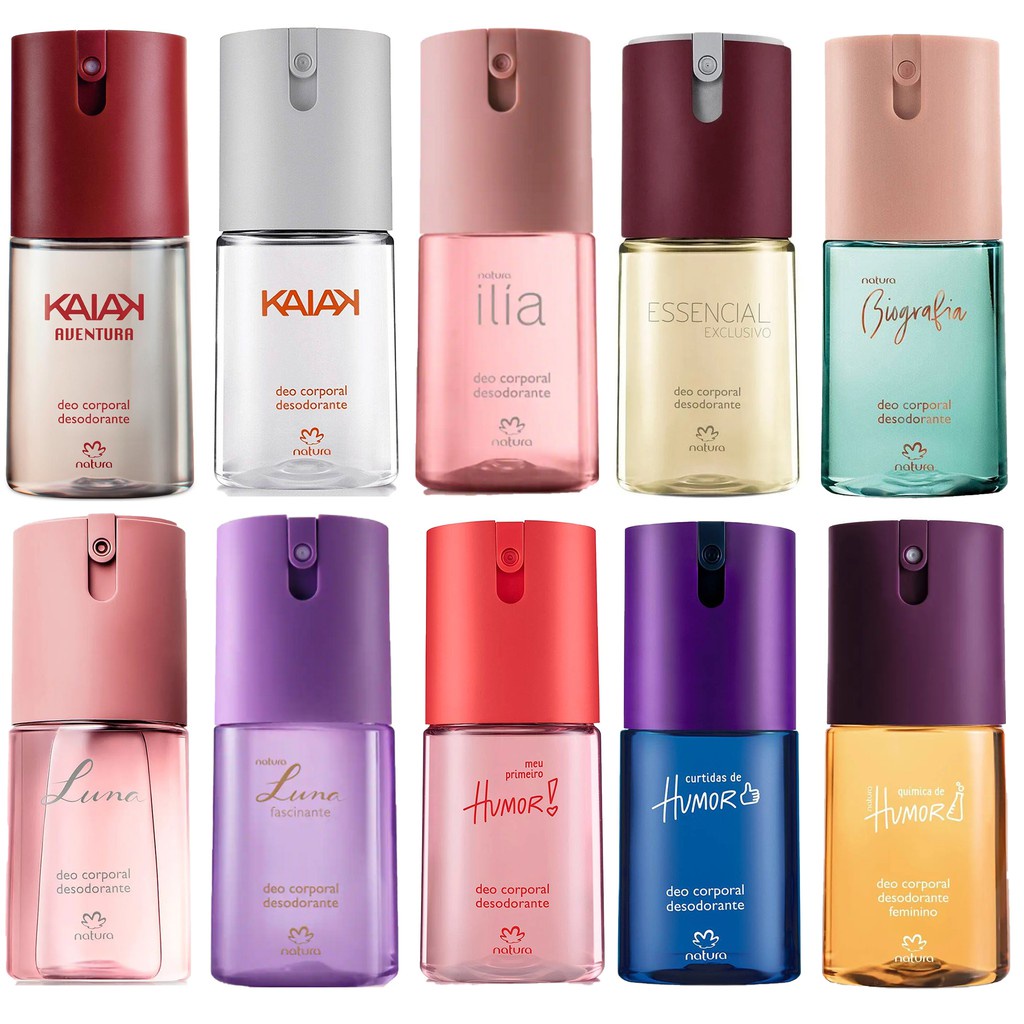 KAIAK
AVENTURA
deo corporal
desodorante
natura
KAIAK
deo corporal
desodorante
natura
natura
ilía
deo corporal
desodorante
natura
ESSENCIAL
EXCLUSIVO
deo corporal
desodorante
natura
natura
Biografia
deo corporal
desodorante
natura
Luna
deo corporal
desodorante
natura
natura
Luna
fascinante
deo corporal
desodorante
natura
meu
primeiro
HUMOR!
deo corporal
desodorante
natura
curtidas de
HUMOR
deo corporal
desodorante
natura
natura
química de
HUMOR
deo corporal
desodorante
feminino
natura